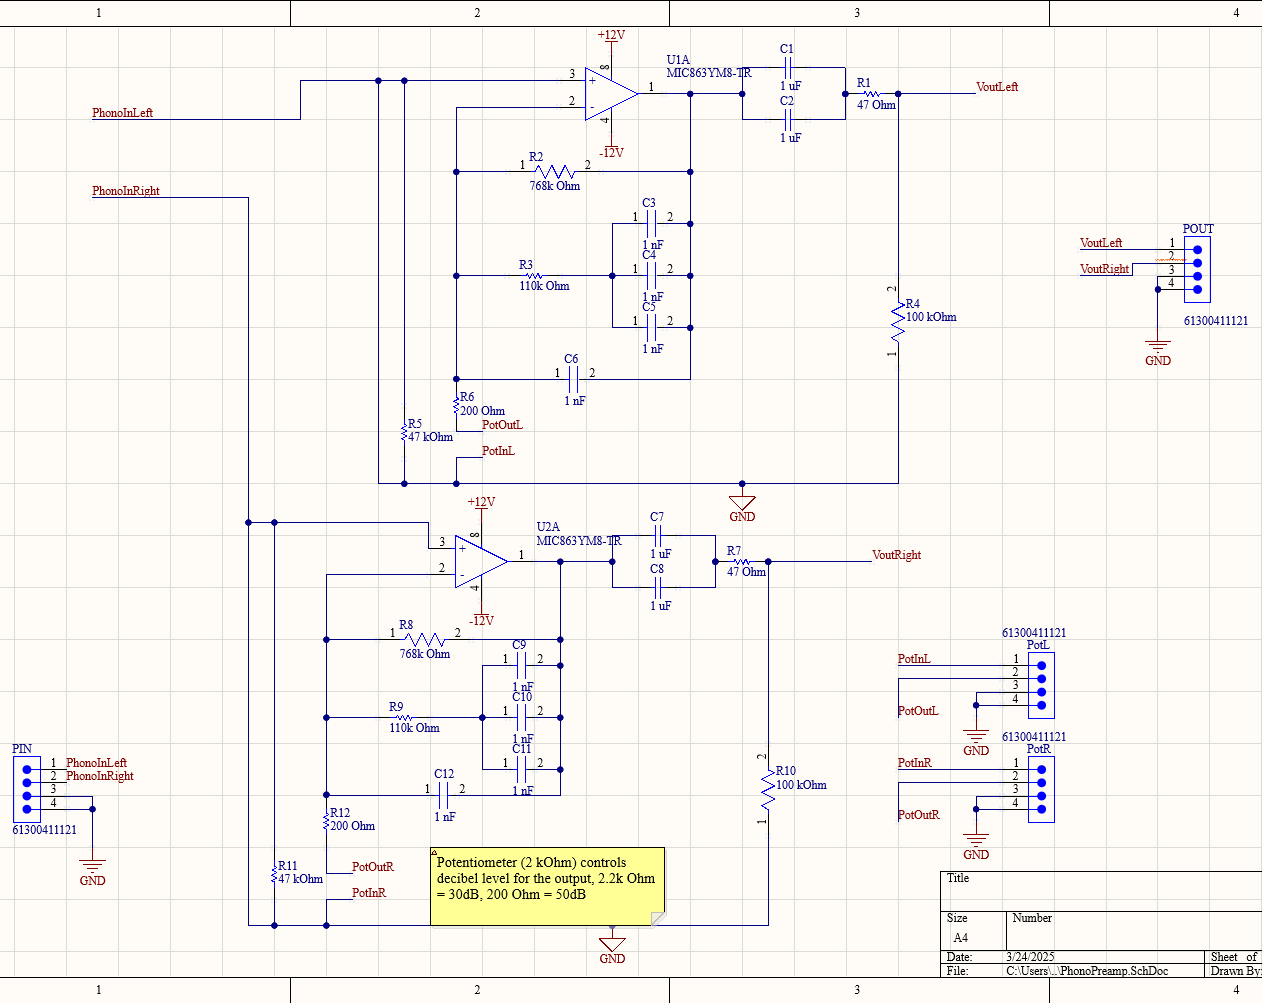 1 2 3 4
+12V
U1A
MIC863YM8-TR
C1
1 uF
C2
1 uF
R1
47 Ohm
VoutLeft
PhonoInLeft
3
2
8
1
4
+
-
-12V
R2
1 2
768k Ohm
PhonoInRight
C3
1 2
1 nF
R3
110k Ohm
C4
1 2
1 nF
C5
1 2
1 nF
C6
1 2
1 nF
R6
200 Ohm
PotOutL
R5
47 kOhm
PotInL
2
R4
100 kOhm
1
POUT
VoutLeft 1
2
VoutRight 3
4
61300411121
GND
GND
+12V
U2A
MIC863YM8-TR
C7
1 uF
C8
1 uF
R7
47 Ohm
VoutRight
3
2
8
1
4
+
-
-12V
R8
1 2
768k Ohm
C9
1 2
1 nF
R9
110k Ohm
C10
1 2
1 nF
C11
1 2
1 nF
C12
1 2
1 nF
R12
200 Ohm
PotOutR
R11
47 kOhm
PotInR
2
R10
100 kOhm
1
61300411121
PotL
PotInL 1
2
3
PotOutL 4
GND
61300411121
PotR
PotInR 1
2
3
PotOutR 4
GND
PIN
1 PhonoInLeft
2 PhonoInRight
3
4
61300411121
GND
Potentiometer (2 kOhm) controls
decibel level for the output, 2.2k Ohm
= 30dB, 200 Ohm = 50dB
GND
Title
Size Number
A4
Date: 3/24/2025 Sheet of
File: C:\Users\..\PhonoPreamp.SchDoc Drawn By:
1 2 3 4